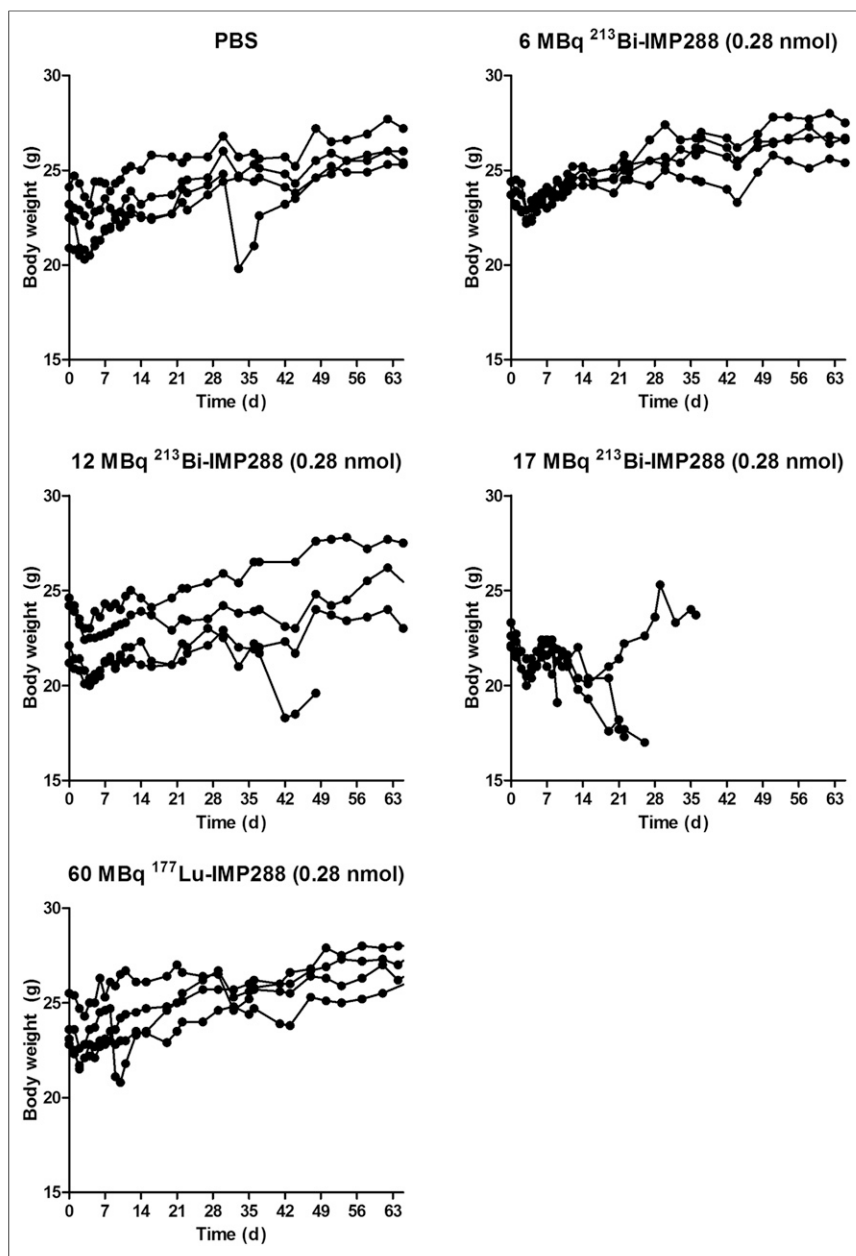 PBS
30
25
20
15
Body weight (g)
0 7 14 21 28 35 42 49 56 63
Time (d)
6 MBq ²¹³Bi-IMP288 (0.28 nmol)
30
25
20
15
Body weight (g)
0 7 14 21 28 35 42 49 56 63
Time (d)
12 MBq ²¹³Bi-IMP288 (0.28 nmol)
30
25
20
15
Body weight (g)
0 7 14 21 28 35 42 49 56 63
Time (d)
17 MBq ²¹³Bi-IMP288 (0.28 nmol)
30
25
20
15
Body weight (g)
0 7 14 21 28 35 42 49 56 63
Time (d)
60 MBq ¹⁷⁷Lu-IMP288 (0.28 nmol)
30
25
20
15
Body weight (g)
0 7 14 21 28 35 42 49 56 63
Time (d)